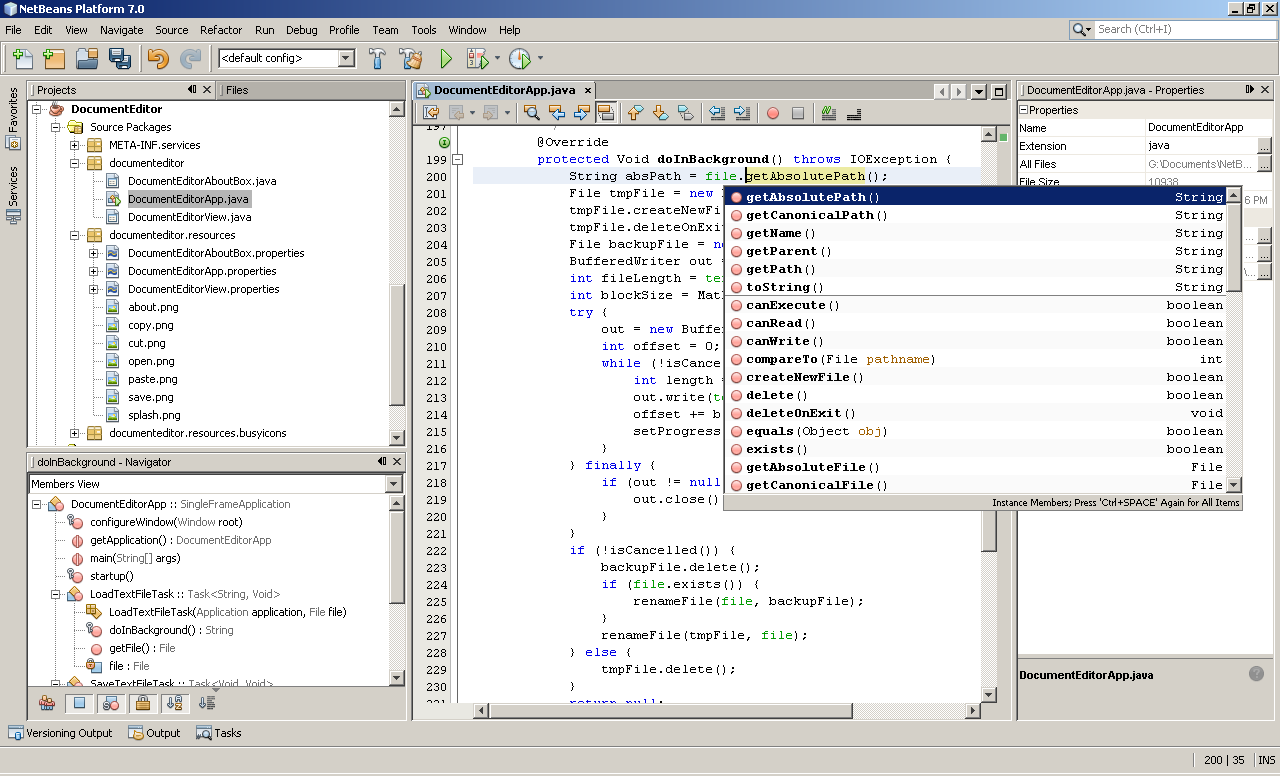 NetBeans Platform 7.0
File Edit View Navigate Source Refactor Run Debug Profile Team Tools Window Help
Search (Ctrl+I)
<default config>
Favorites
Services
Projects
Files
DocumentEditor
Source Packages
META-INF.services
documenteditor
DocumentEditorAboutBox.java
DocumentEditorApp.java
DocumentEditorView.java
documenteditor.resources
DocumentEditorAboutBox.properties
DocumentEditorApp.properties
DocumentEditorView.properties
about.png
copy.png
cut.png
open.png
paste.png
save.png
splash.png
documenteditor.resources.busyicons
doInBackground - Navigator
Members View
DocumentEditorApp :: SingleFrameApplication
configureWindow(Window root)
getApplication() : DocumentEditorApp
main(String[] args)
startup()
LoadTextFileTask :: Task<String, Void>
LoadTextFileTask(Application application, File file)
doInBackground() : String
getFile() : File
file : File
SaveTextFileTask :: Task<Void, Void>
DocumentEditorApp.java
@Override
199 protected Void doInBackground() throws IOException {
200 String absPath = file.getAbsolutePath();
201 File tmpFile = new
202 tmpFile.createNewFi
203 tmpFile.deleteOnExi
204 File backupFile = ne
205 BufferedWriter out =
206 int fileLength = te
207 int blockSize = Mat
208 try {
209 out = new Buffe
210 int offset = 0;
211 while (!isCance
212 int length =
213 out.write(te
214 offset += b
215 setProgress
216 }
217 } finally {
218 if (out != null
219 out.close()
220 }
221 }
222 if (!isCancelled()) {
223 backupFile.delete();
224 if (file.exists()) {
225 renameFile(file, backupFile);
226 }
227 renameFile(tmpFile, file);
228 } else {
229 tmpFile.delete();
230 }
return null;
getAbsolutePath() String
getCanonicalPath() String
getName() String
getParent() String
getPath() String
toString() String
canExecute() boolean
canRead() boolean
canWrite() boolean
compareTo(File pathname) int
createNewFile() boolean
delete() boolean
deleteOnExit() void
equals(Object obj) boolean
exists() boolean
getAbsoluteFile() File
getCanonicalFile() File
Instance Members; Press 'Ctrl+SPACE' Again for All Items
DocumentEditorApp.java - Properties
Properties
Name DocumentEditorApp
Extension java
All Files G:\Documents\NetB...
File Size 10938
6 PM
DocumentEditorApp.java
Versioning Output
Output
Tasks
200 | 35 INS